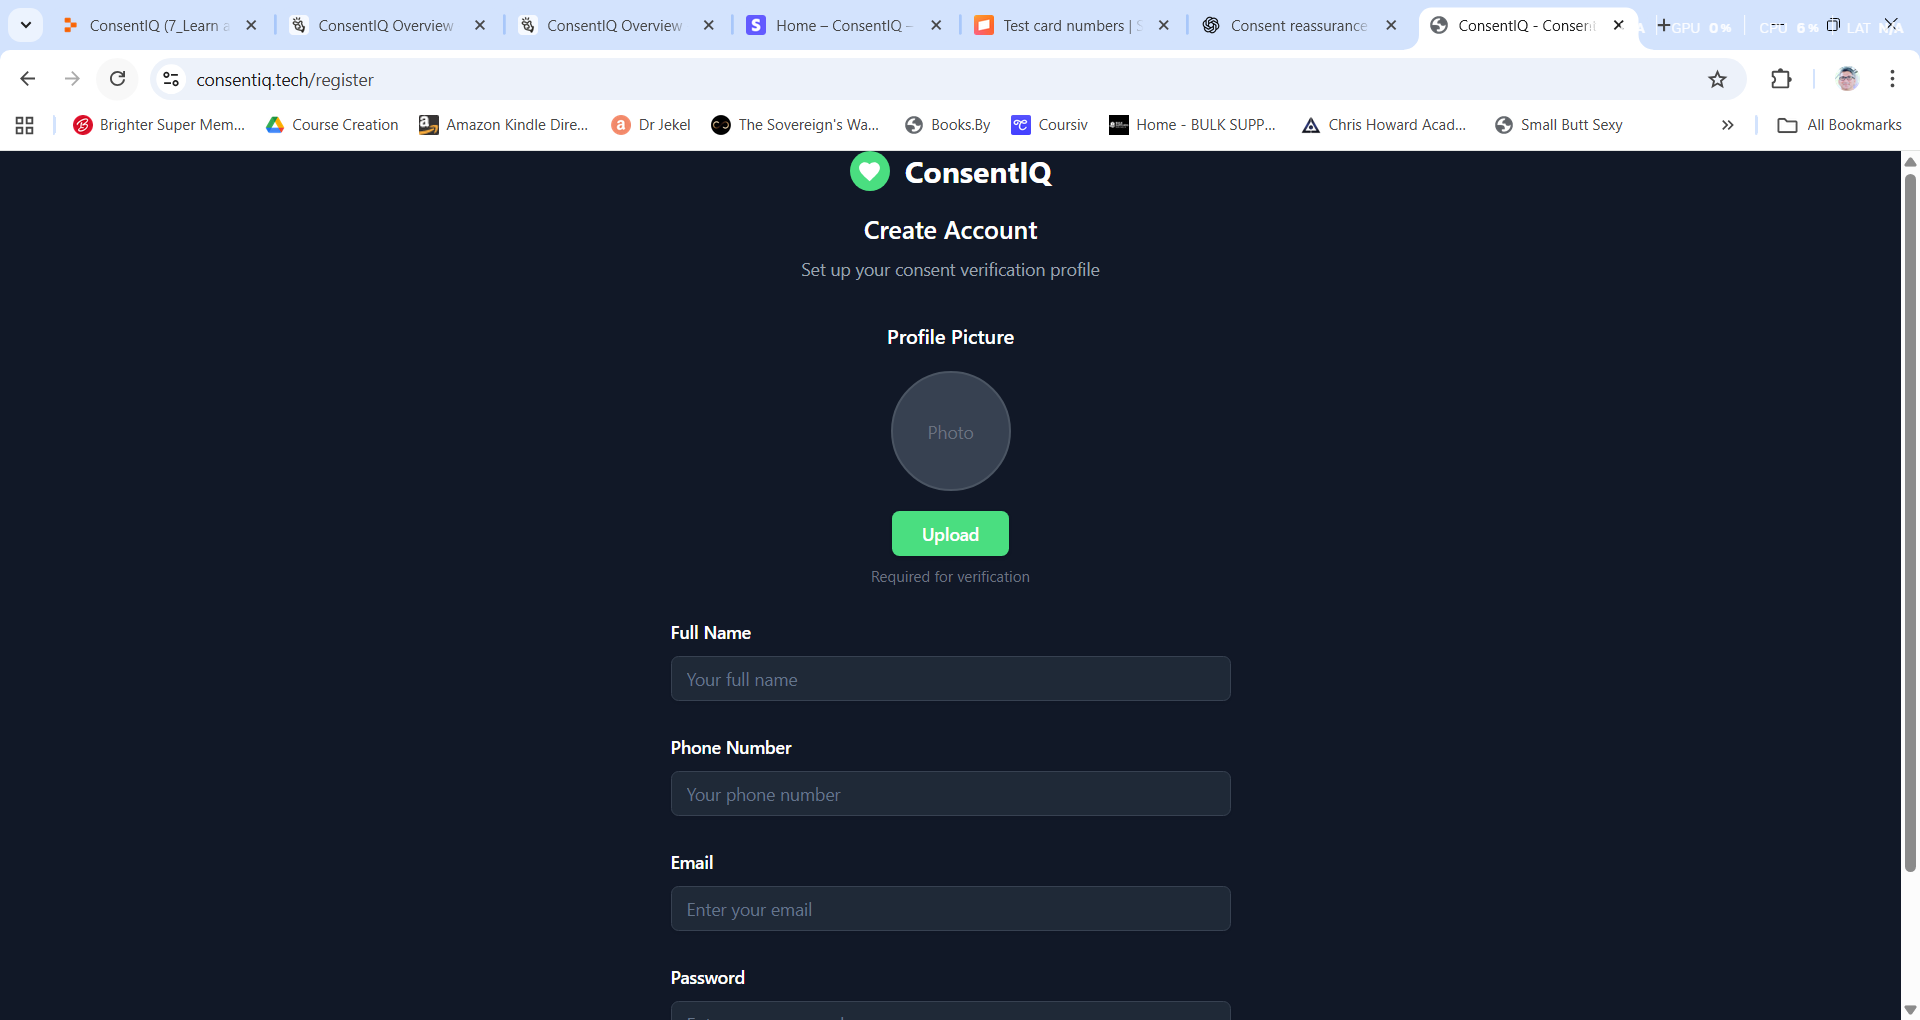 ConsentIQ (7_Learn a
ConsentIQ Overview
ConsentIQ Overview
Home – ConsentIQ –
Test card numbers | S
Consent reassurance
ConsentIQ - Consent
GPU 0% CPU 6% LAT N/A
consentiq.tech/register
Brighter Super Mem... Course Creation Amazon Kindle Dire... Dr Jekel The Sovereign's Wa... Books.By Coursiv Home - BULK SUPP... Chris Howard Acad... Small Butt Sexy All Bookmarks
ConsentIQ
Create Account
Set up your consent verification profile
Profile Picture
Photo
Upload
Required for verification
Full Name
Your full name
Phone Number
Your phone number
Email
Enter your email
Password